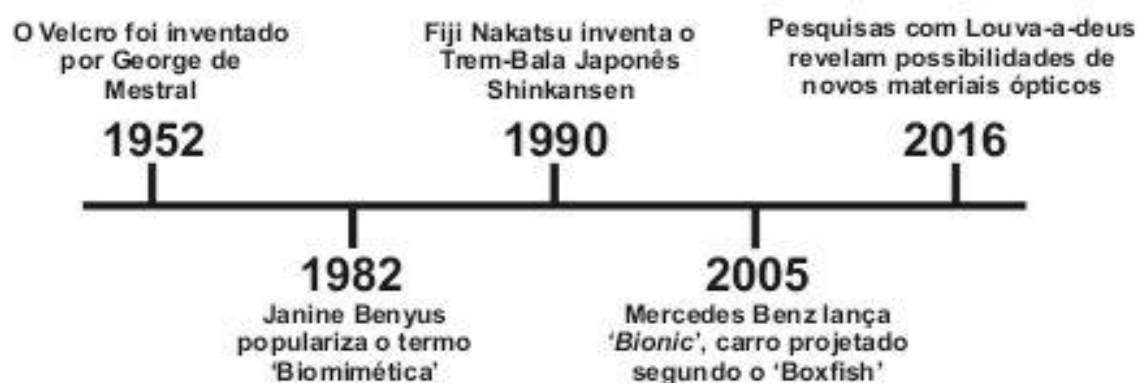 O Velcro foi inventado
por George de
Mestral
1952
Fiji Nakatsu inventa o
Trem-Bala Japonês
Shinkansen
1990
Pesquisas com Louva-a-deus
revelam possibilidades de
novos materiais ópticos
2016
1982
Janine Benyus
populariza o termo
'Biomimética'
2005
Mercedes Benz lança
'Bionic', carro projetado
segundo o 'Boxfish'